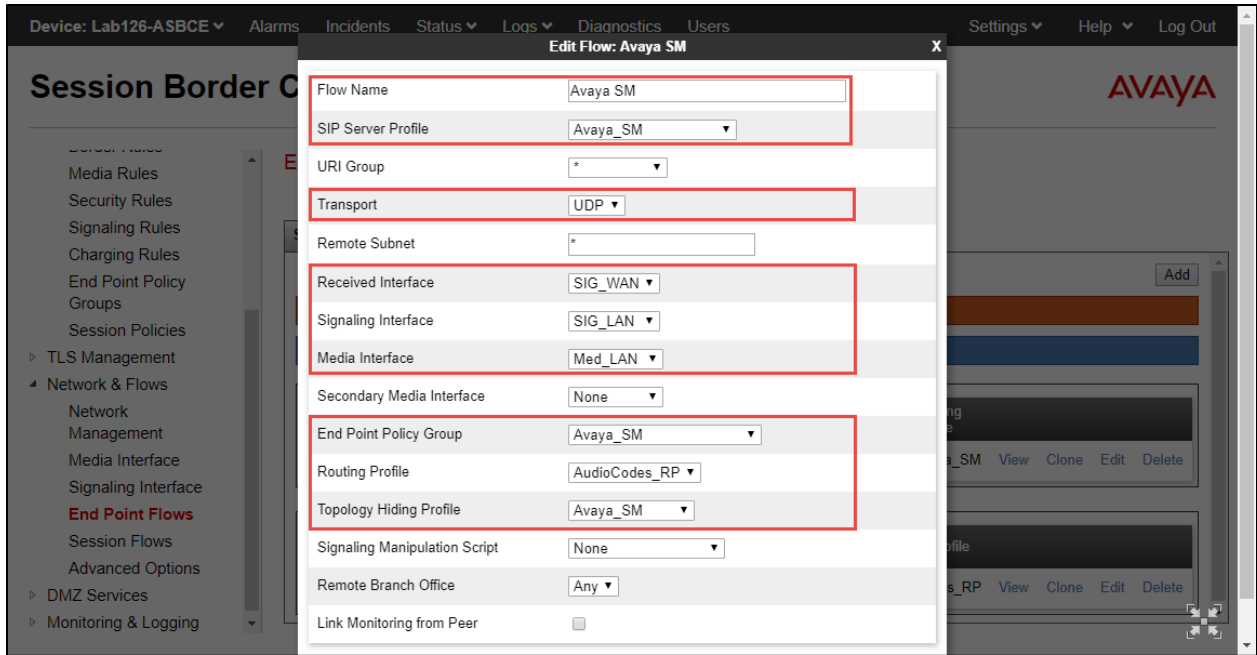 Device: Lab126-ASBCE Alarms Incidents Status Logs Diagnostics Users Settings Help Log Out
Edit Flow: Avaya SM X
Session Border C
AVAYA
Media Rules
Security Rules
Signaling Rules
Charging Rules
End Point Policy
Groups
Session Policies
TLS Management
Network & Flows
Network
Management
Media Interface
Signaling Interface
End Point Flows
Session Flows
Advanced Options
DMZ Services
Monitoring & Logging
E
Flow Name Avaya SM
SIP Server Profile Avaya_SM
URI Group *
Transport UDP
Remote Subnet *
Received Interface SIG_WAN
Signaling Interface SIG_LAN
Media Interface Med_LAN
Secondary Media Interface None
End Point Policy Group Avaya_SM
Routing Profile AudioCodes_RP
Topology Hiding Profile Avaya_SM
Signaling Manipulation Script None
Remote Branch Office Any
Link Monitoring from Peer
Add
ng
a_SM View Clone Edit Delete
ofile
s_RP View Clone Edit Delete